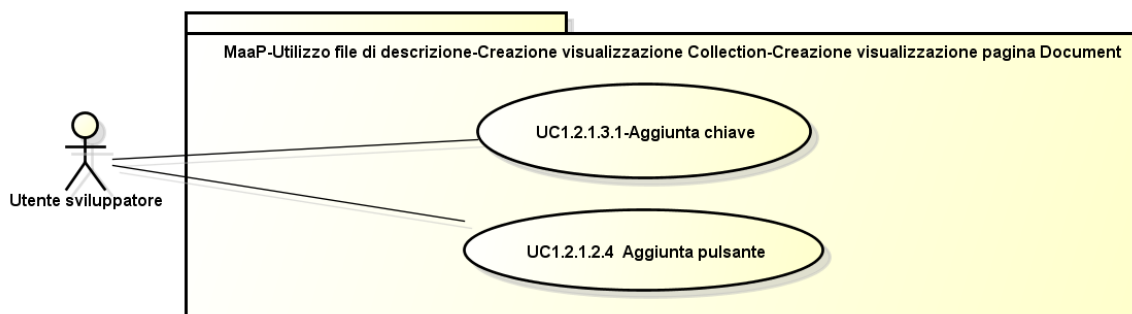 MaaP-Utilizzo file di descrizione-Creazione visualizzazione Collection-Creazione visualizzazione pagina Document
UC1.2.1.3.1-Aggiunta chiave
Utente sviluppatore
UC1.2.1.2.4 Aggiunta pulsante